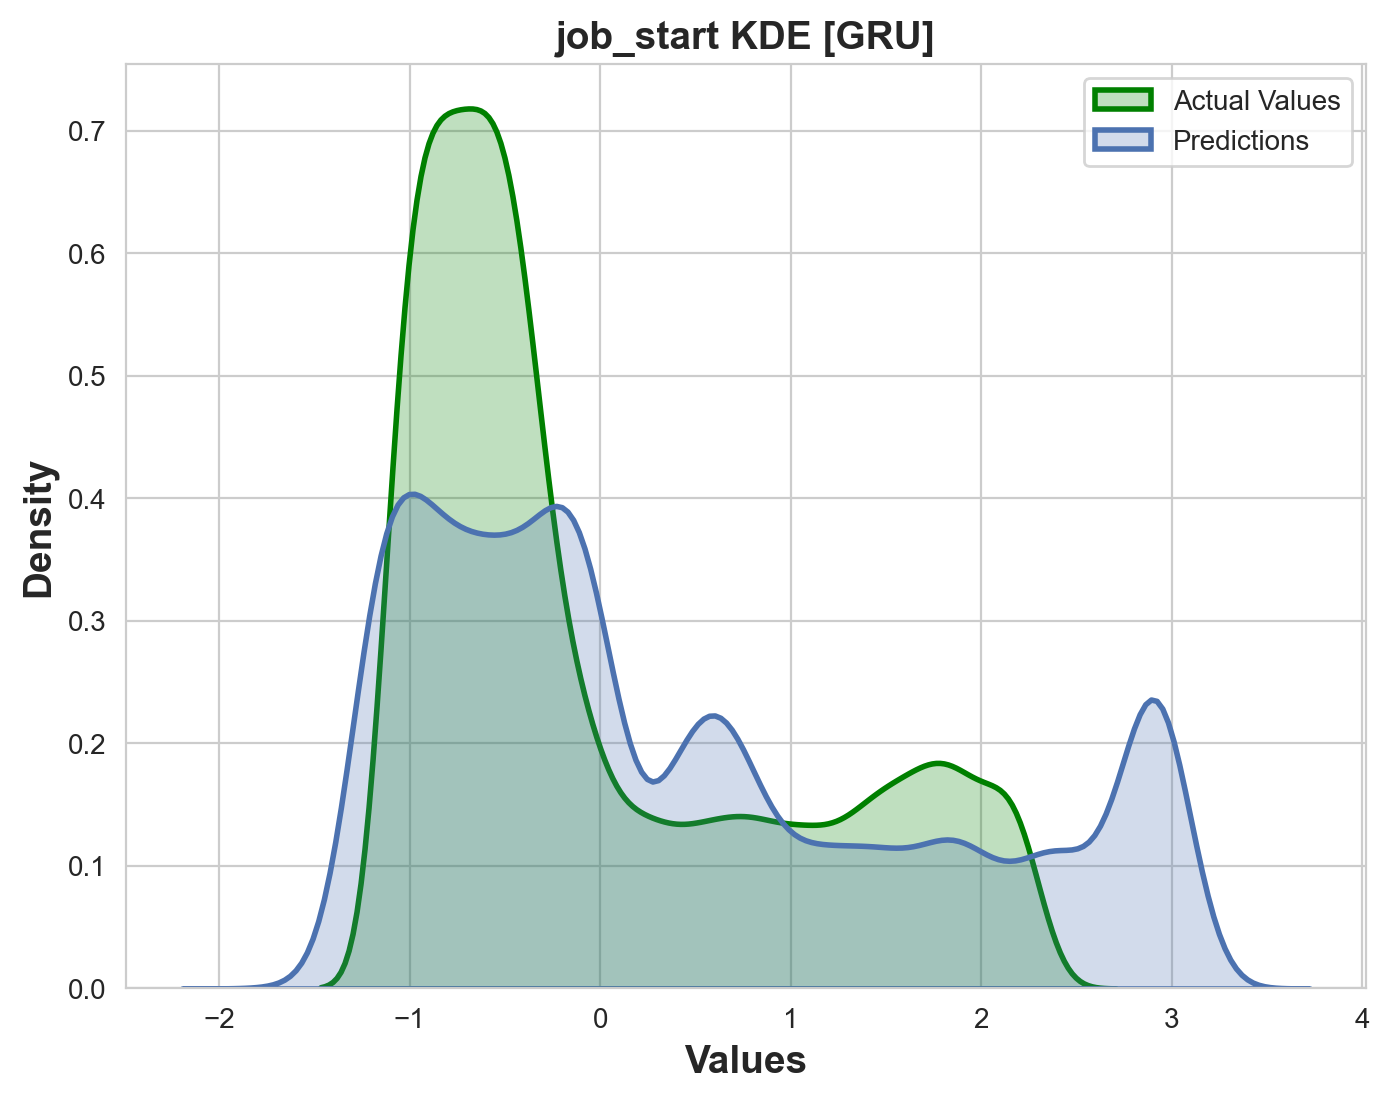 job_start KDE [GRU]
Actual Values
Predictions
Density
0.7
0.6
0.5
0.4
0.3
0.2
0.1
0.0
−2 −1 0 1 2 3 4
Values